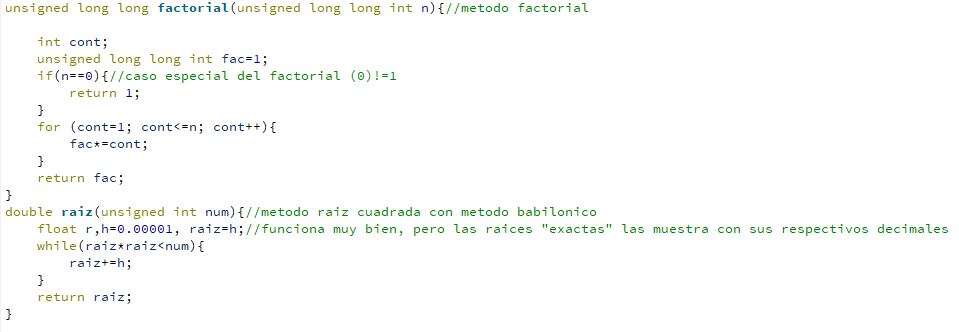 unsigned long long factorial(unsigned long long int n){//metodo factorial
int cont;
unsigned long long int fac=1;
if(n==0){//caso especial del factorial (0)!=1
return 1;
}
for (cont=1; cont<=n; cont++){
fac*=cont;
}
return fac;
}
double raiz(unsigned int num){//metodo raiz cuadrada con metodo babilonico
float r,h=0.00001, raiz=h;//funciona muy bien, pero las raices "exactas" las muestra con sus respectivos decimales
while(raiz*raiz<num){
raiz+=h;
}
return raiz;
}